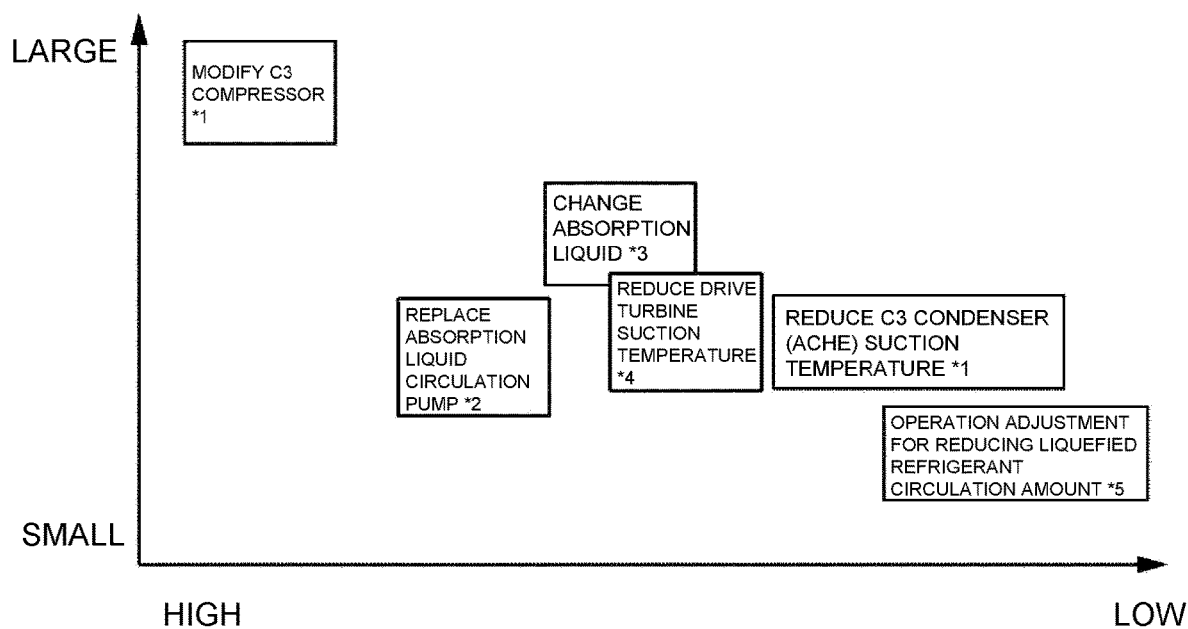 LARGE
MODIFY C3
COMPRESSOR
*1
CHANGE
ABSORPTION
LIQUID *3
REDUCE DRIVE
TURBINE
SUCTION
TEMPERATURE
*4
REPLACE
ABSORPTION
LIQUID
CIRCULATION
PUMP *2
REDUCE C3 CONDENSER
(ACHE) SUCTION
TEMPERATURE *1
OPERATION ADJUSTMENT
FOR REDUCING LIQUEFIED
REFRIGERANT
CIRCULATION AMOUNT *5
SMALL
HIGH
LOW